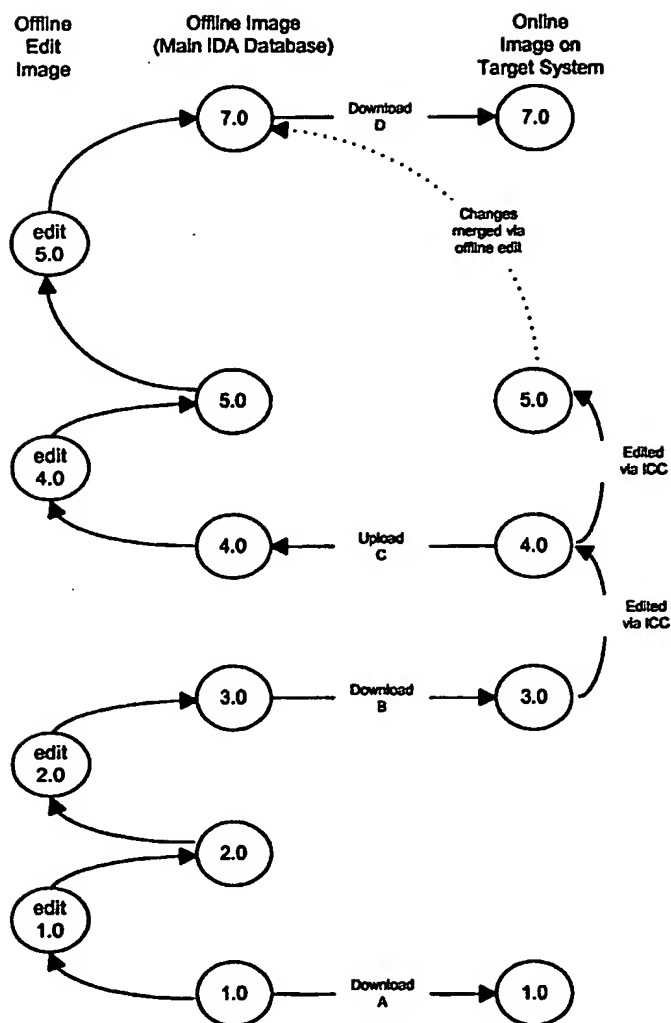 Offline
Edit
Image
Offline Image
(Main IDA Database)
Online
Image on
Target System
7.0
Download
D
7.0
Changes
merged via
offline edit
edit
5.0
5.0
5.0
edit
4.0
Edited
via ICC
4.0
Upload
C
4.0
Edited
via ICC
3.0
Download
B
3.0
edit
2.0
2.0
edit
1.0
1.0
Download
A
1.0